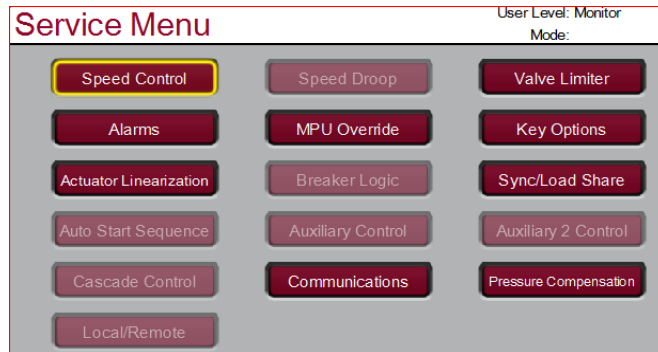 Service Menu
User Level: Monitor
Mode:
Speed Control
Speed Droop
Valve Limiter
Alarms
MPU Override
Key Options
Actuator Linearization
Breaker Logic
Sync/Load Share
Auto Start Sequence
Auxiliary Control
Auxiliary 2 Control
Cascade Control
Communications
Pressure Compensation
Local/Remote